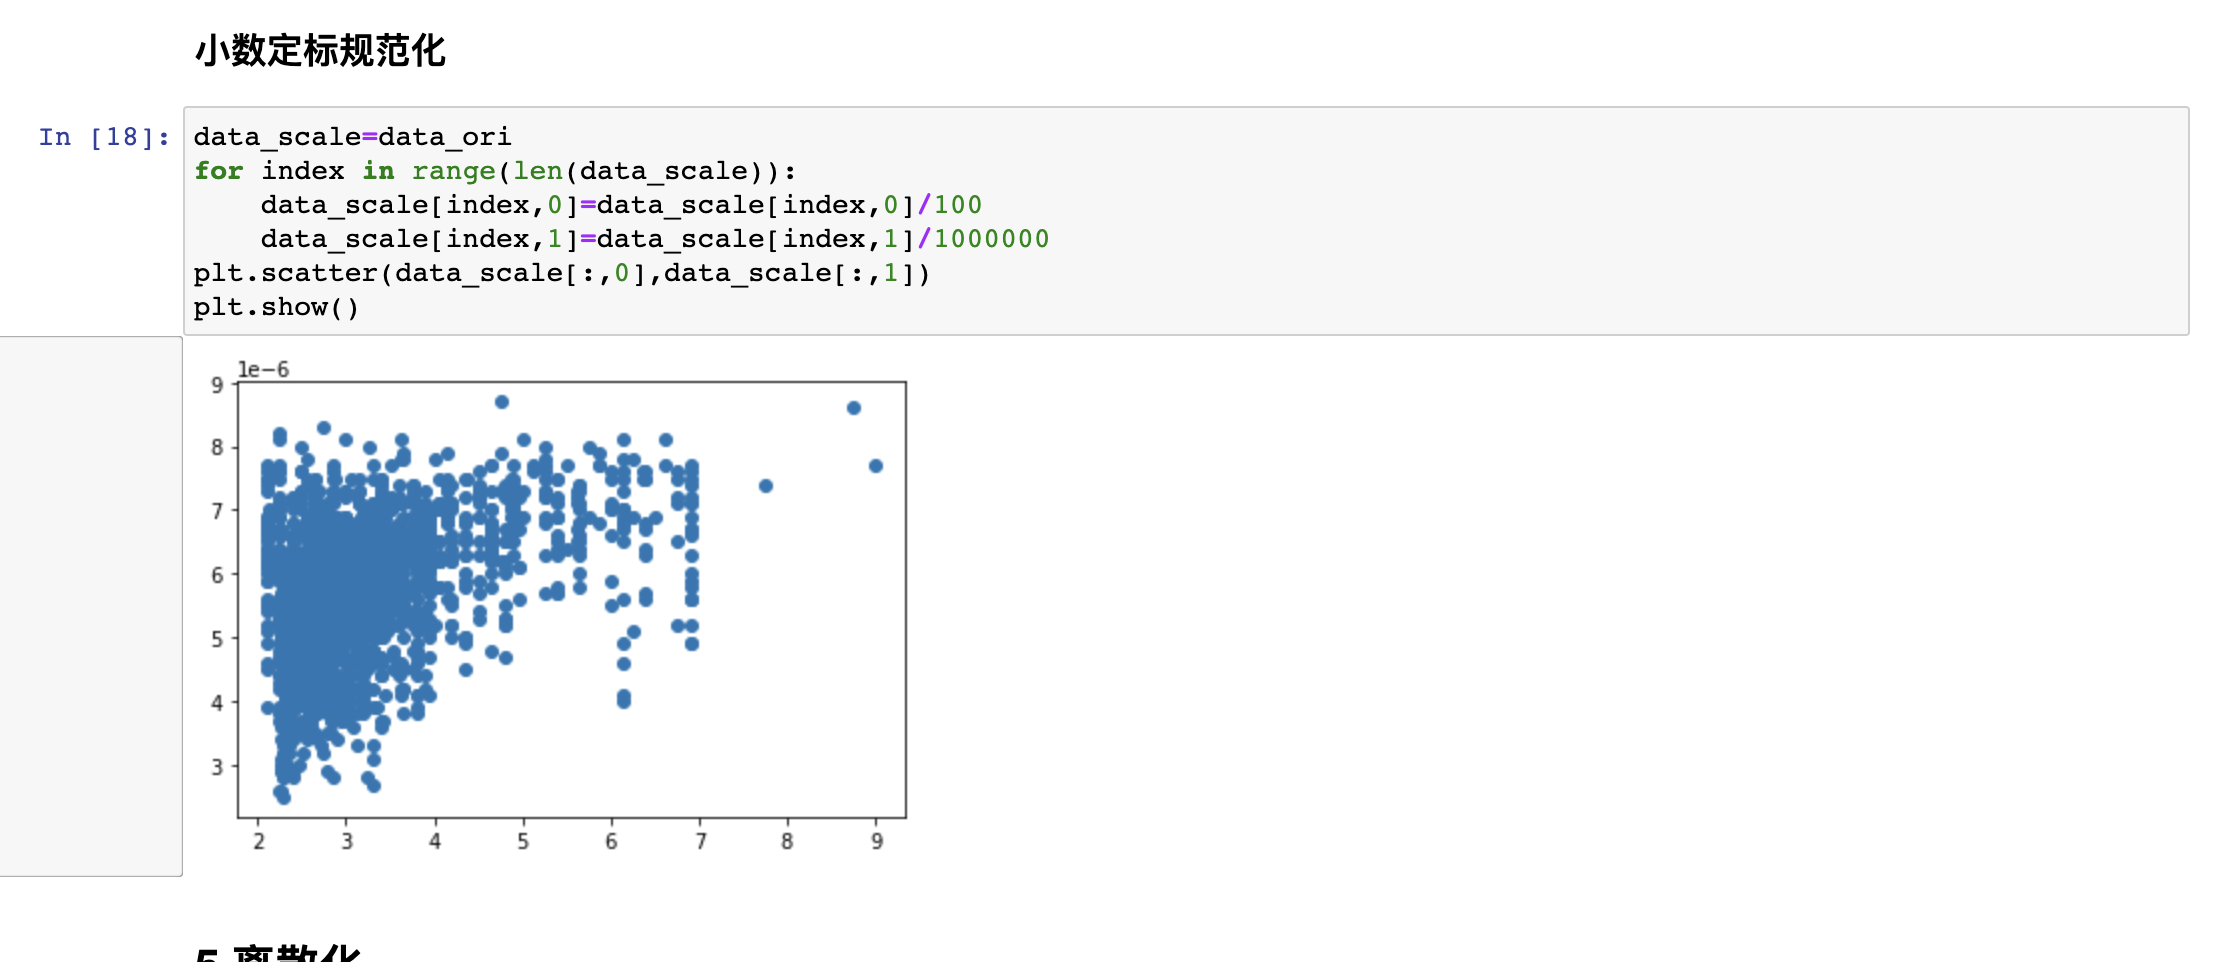 小数定标规范化
In [18]:
data_scale=data_ori
for index in range(len(data_scale)):
    data_scale[index,0]=data_scale[index,0]/100
    data_scale[index,1]=data_scale[index,1]/1000000
plt.scatter(data_scale[:,0],data_scale[:,1])
plt.show()
1e-6
9
8
7
6
5
4
3
2 3 4 5 6 7 8 9
5 离散化